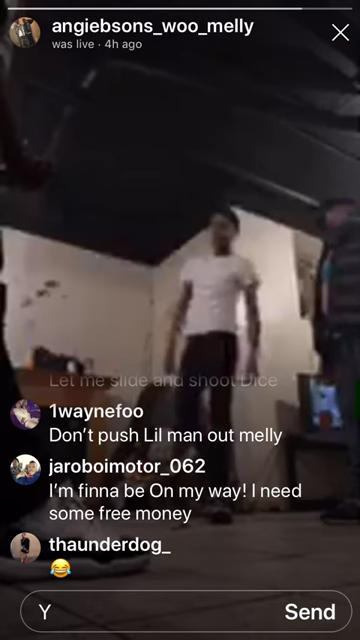 angiebsons_woo_melly
was live · 4h ago
Let me slide and shoot Dice
1waynefoo
Don't push Lil man out melly
jaroboimotor_062
I'm finna be On my way! I need
some free money
thaunderdog_
😂
Y
Send